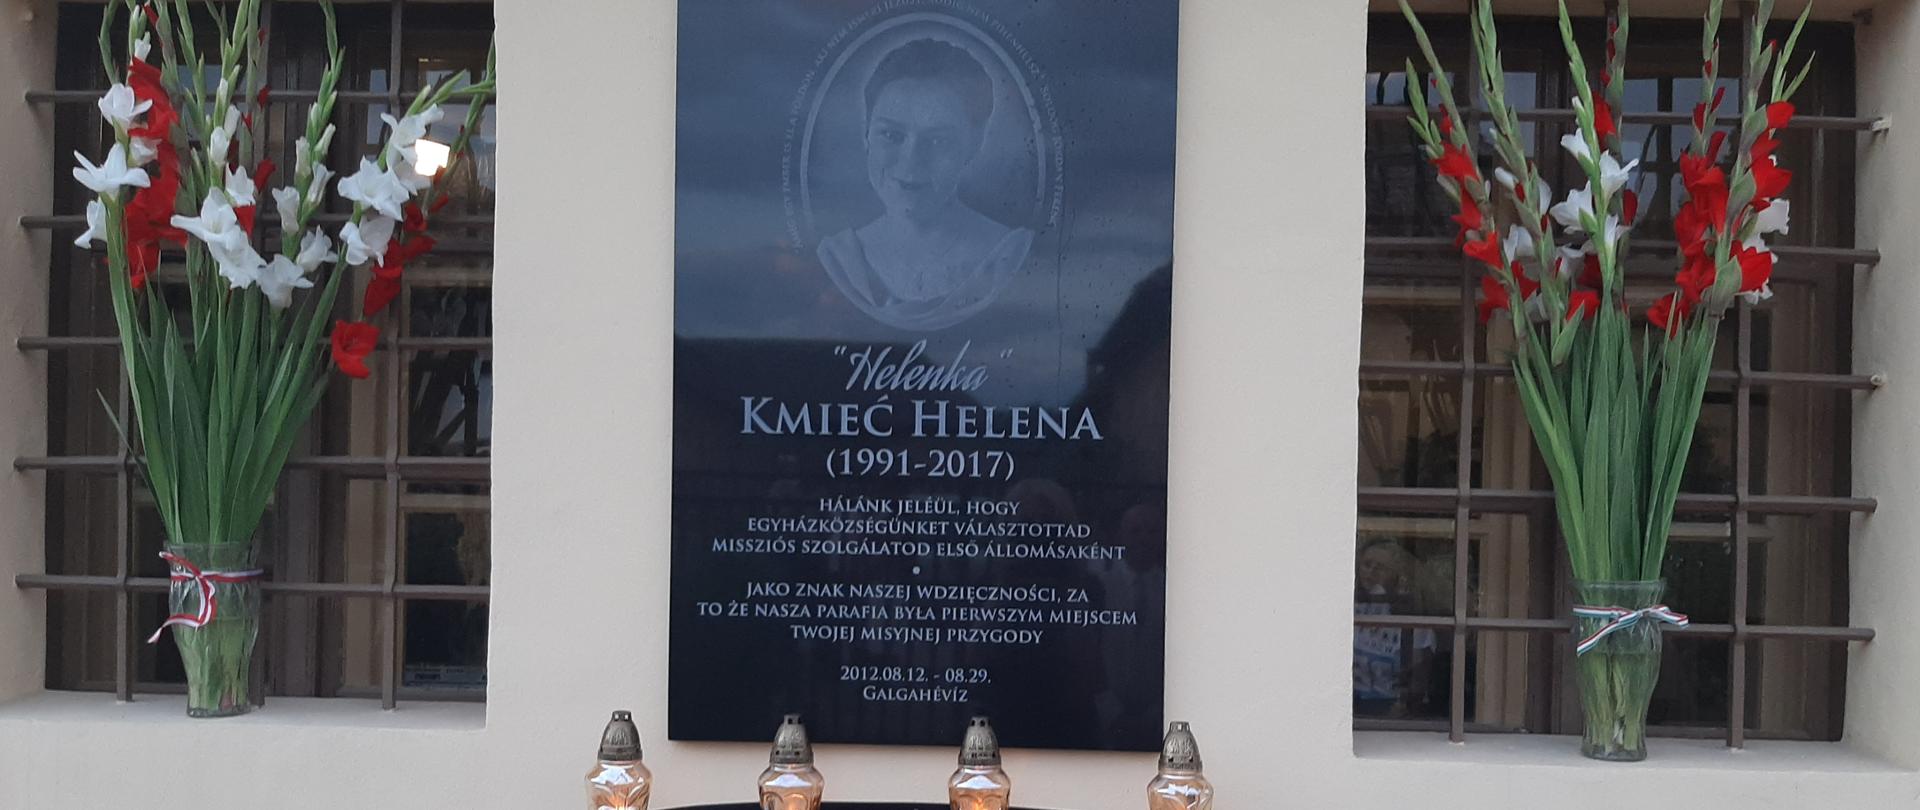 "Helenka"
KMIEĆ HELENA
(1991-2017)
HÁLÁNK JELÉÜL, HOGY
EGYHÁZKÖZSÉGÜNKET VÁLASZTOTTAD
MISSZIÓS SZOLGÁLATOD ELSŐ ÁLLOMÁSAKÉNT
•
JAKO ZNAK NASZEJ WDZIĘCZNOŚCI, ZA
TO ŻE NASZA PARAFIA BYŁA PIERWSZYM MIEJSCEM
TWOJEJ MISYJNEJ PRZYGODY
2012.08.12. - 08.29.
GALGAHÉVÍZ